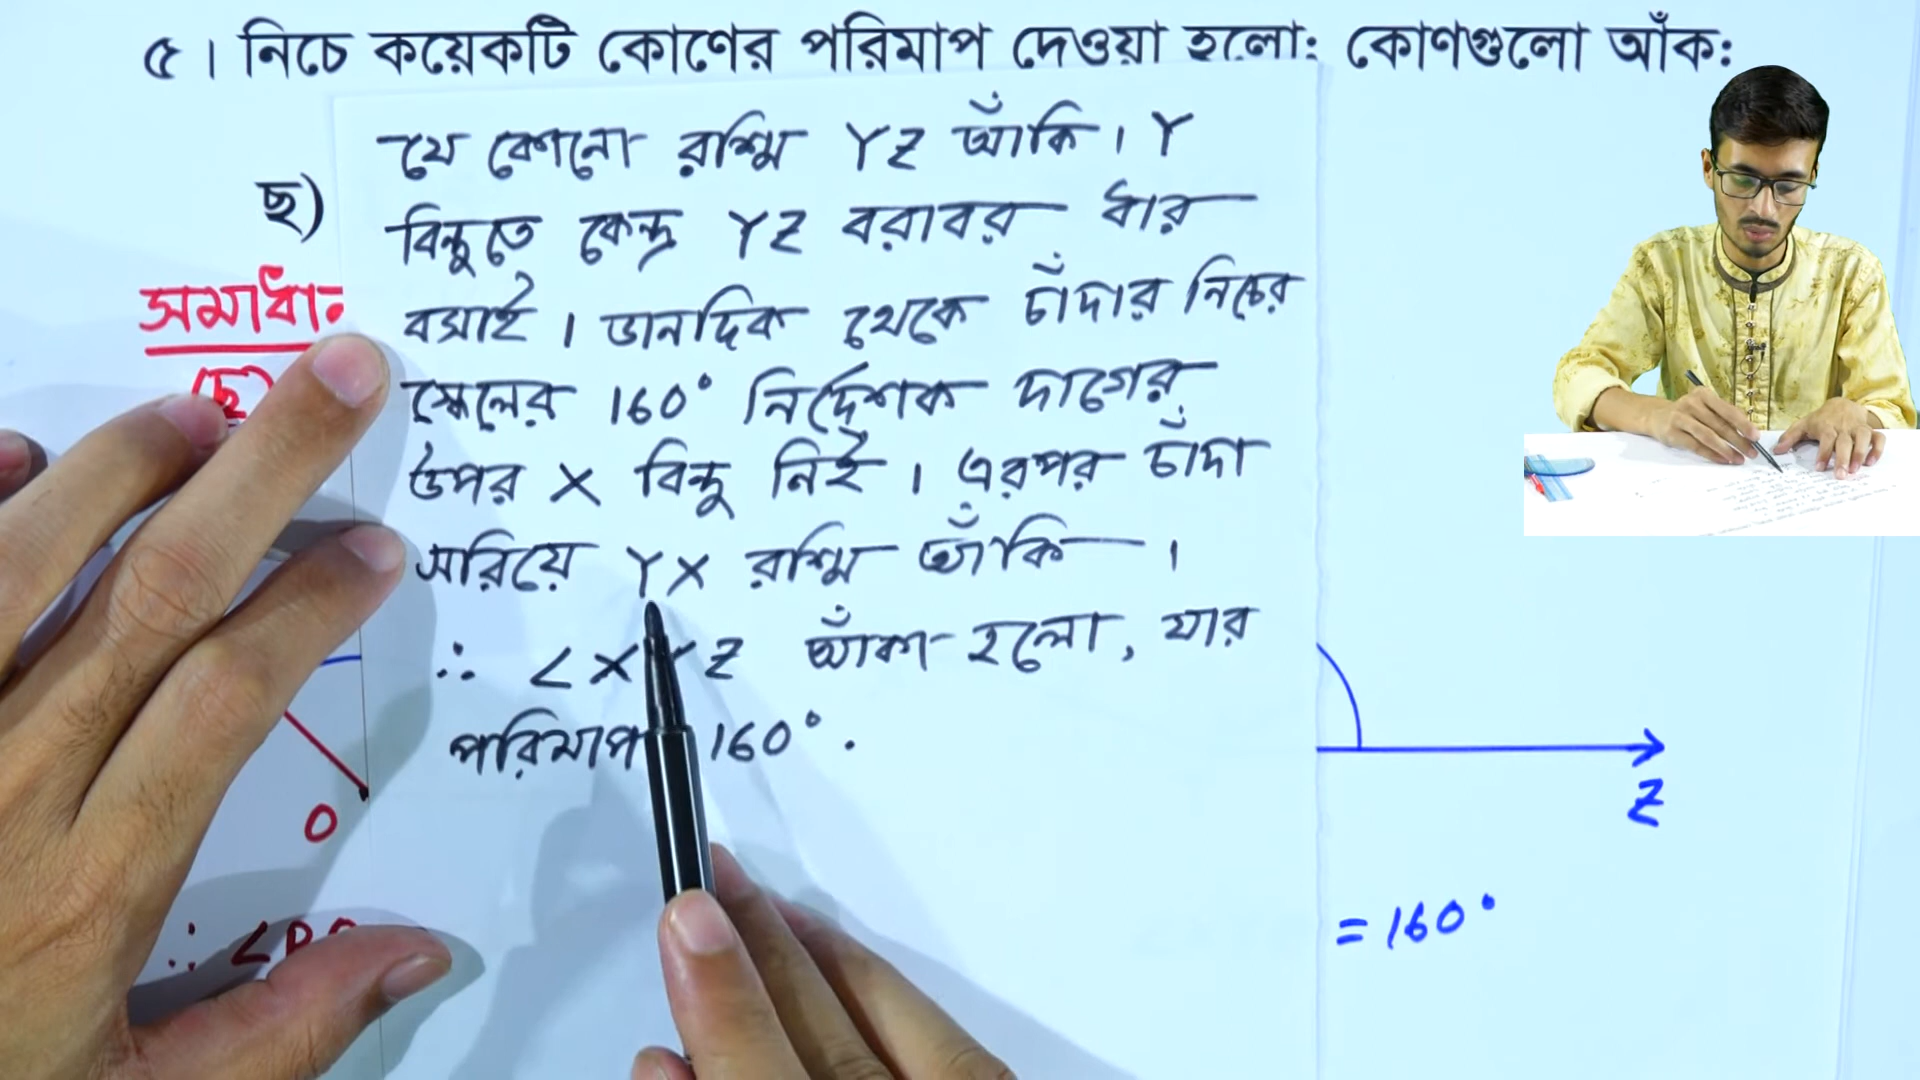 ৫। নিচে কয়েকটি কোণের পরিমাপ দেওয়া হলো: কোণগুলো আঁক:
ছ)
সমাধান
(ছ)
যে কোনো রশ্মি YZ আঁকি। Y
বিন্দুতে কেন্দ্র YZ বরাবর ধার
বসাই। ডানদিক থেকে চাঁদার নিচের
স্কেলের 160° নির্দেশক দাগের
উপর X বিন্দু নিই। এরপর চাঁদা
সরিয়ে YX রশ্মি আঁকি।
∴ ∠XYZ আঁকা হলো, যার
পরিমাপ 160°.
O
Z
∴ ∠
= 160°